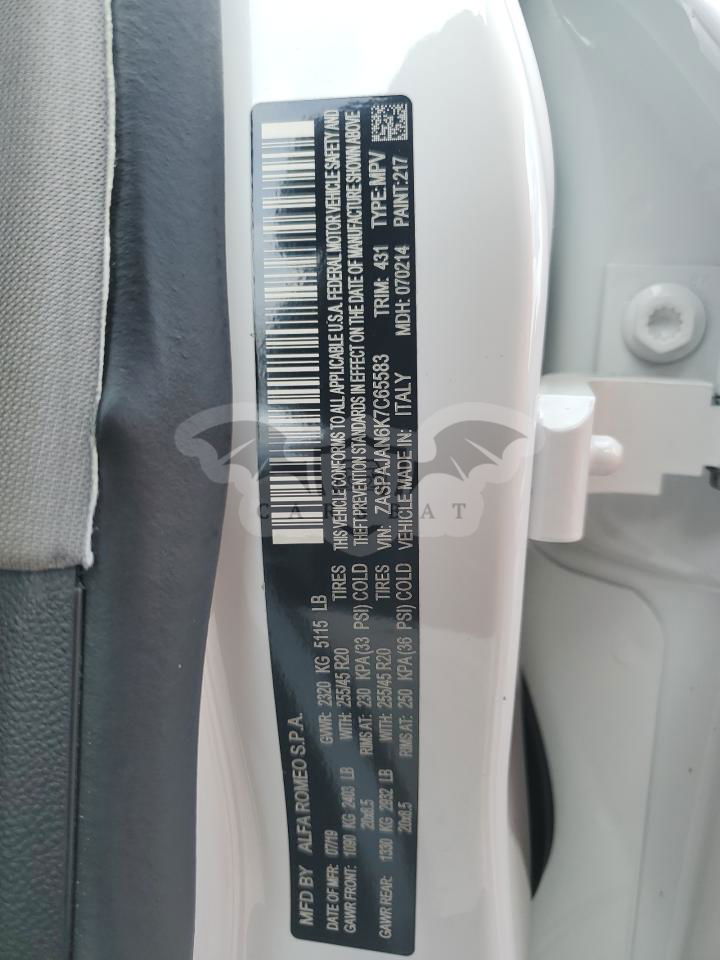 MFD BY ALFA ROMEO S.P.A.
DATE OF MFR: 07/19 GVWR: 2320 KG 5115 LB
GAWR FRONT: 1090 KG 2403 LB WITH: 255/45 R20 TIRES
20x8.5 RIMS AT: 230 KPA (33 PSI) COLD
GAWR REAR: 1330 KG 2932 LB WITH: 255/45 R20 TIRES
20x8.5 RIMS AT: 250 KPA (36 PSI) COLD
THIS VEHICLE CONFORMS TO ALL APPLICABLE U.S.A. FEDERAL MOTOR VEHICLE SAFETY AND
THEFT PREVENTION STANDARDS IN EFFECT ON THE DATE OF MANUFACTURE SHOWN ABOVE
VIN: ZASPAJAN6K7C65583 TRIM: 431 TYPE: MPV
VEHICLE MADE IN: ITALY MDH: 070214 PAINT: 217